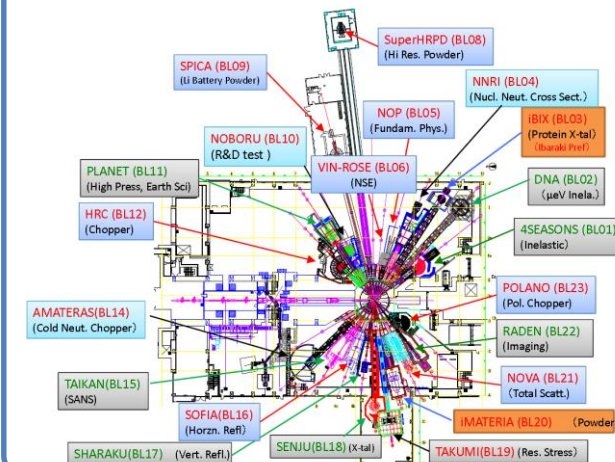 SuperHRPD (BL08)
(Hi Res. Powder)
SPICA (BL09)
(Li Battery Powder)
NNRI (BL04)
(Nucl. Neut. Cross Sect.)
NOP (BL05)
(Fundam. Phys.)
iBIX (BL03)
(Protein X-tal)
(Ibaraki Pref)
NOBORU (BL10)
(R&D test )
VIN-ROSE (BL06)
(NSE)
PLANET (BL11)
(High Press, Earth Sci)
DNA (BL02)
(μeV Inela.)
HRC (BL12)
(Chopper)
4SEASONS (BL01)
(Inelastic)
POLANO (BL23)
(Pol. Chopper)
AMATERAS(BL14)
(Cold Neut. Chopper)
RADEN (BL22)
(Imaging)
TAIKAN(BL15)
(SANS)
NOVA (BL21)
(Total Scatt.)
SOFIA(BL16)
(Horzn. Refl)
iMATERIA (BL20) (Powder
SHARAKU(BL17) (Vert. Refl.)
SENJU(BL18) (X-tal)
TAKUMI(BL19) (Res. Stress)